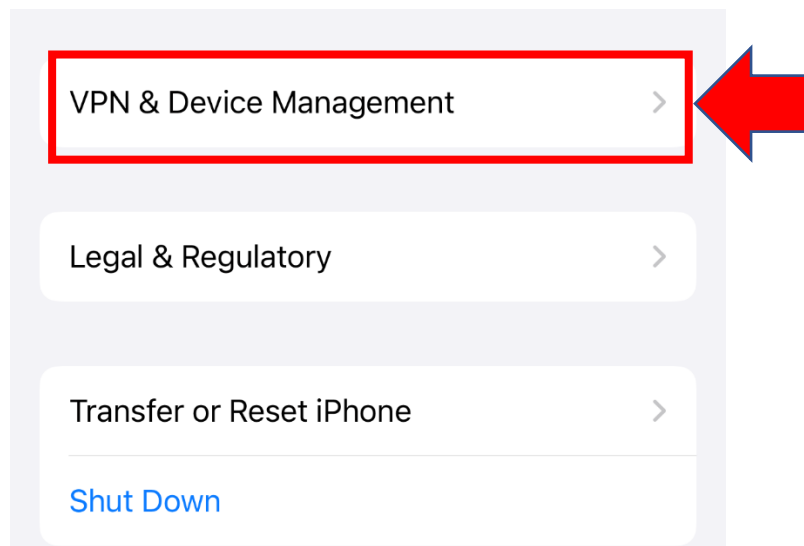 VPN & Device Management
Legal & Regulatory
Transfer or Reset iPhone
Shut Down